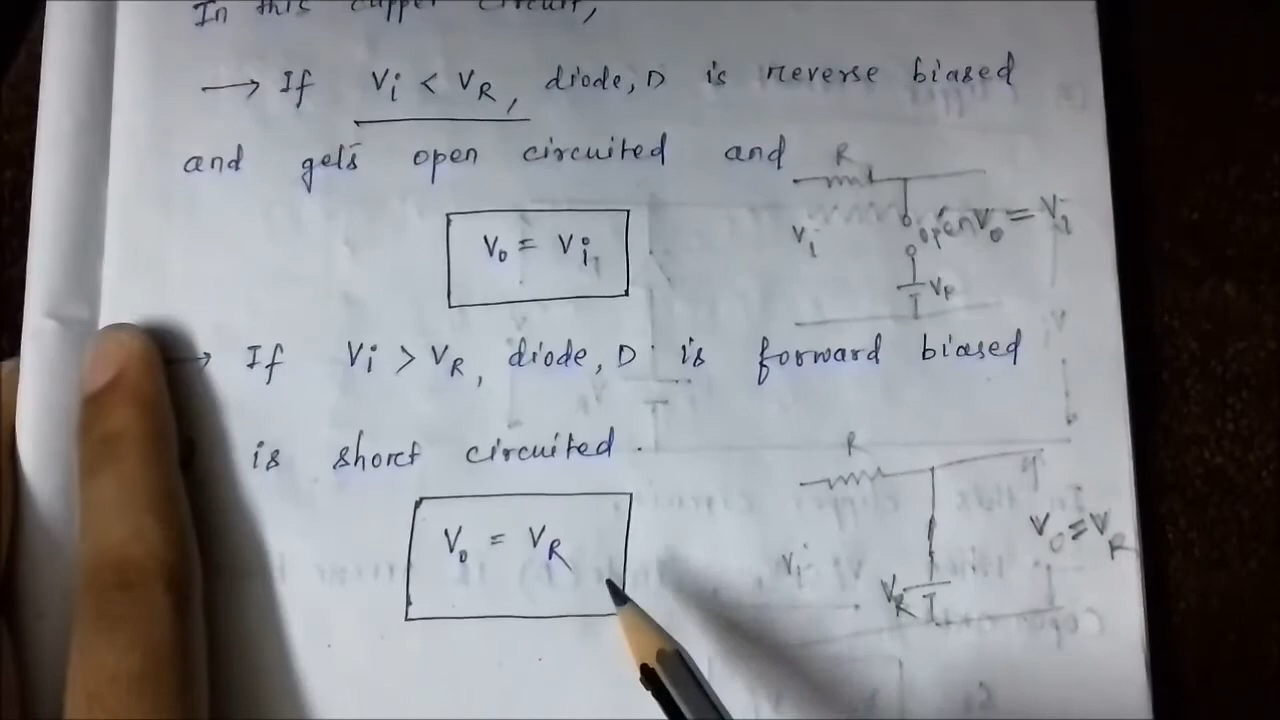 In this clipper circuit,
→ If Vi < VR, diode, D is reverse biased
and gets open circuited and
R
Vi
open Vo = Vi
VR
Vo = Vi
→ If Vi > VR, diode, D is forward biased
is short circuited.
R
Vi
VR
Vo = VR
Vo = VR